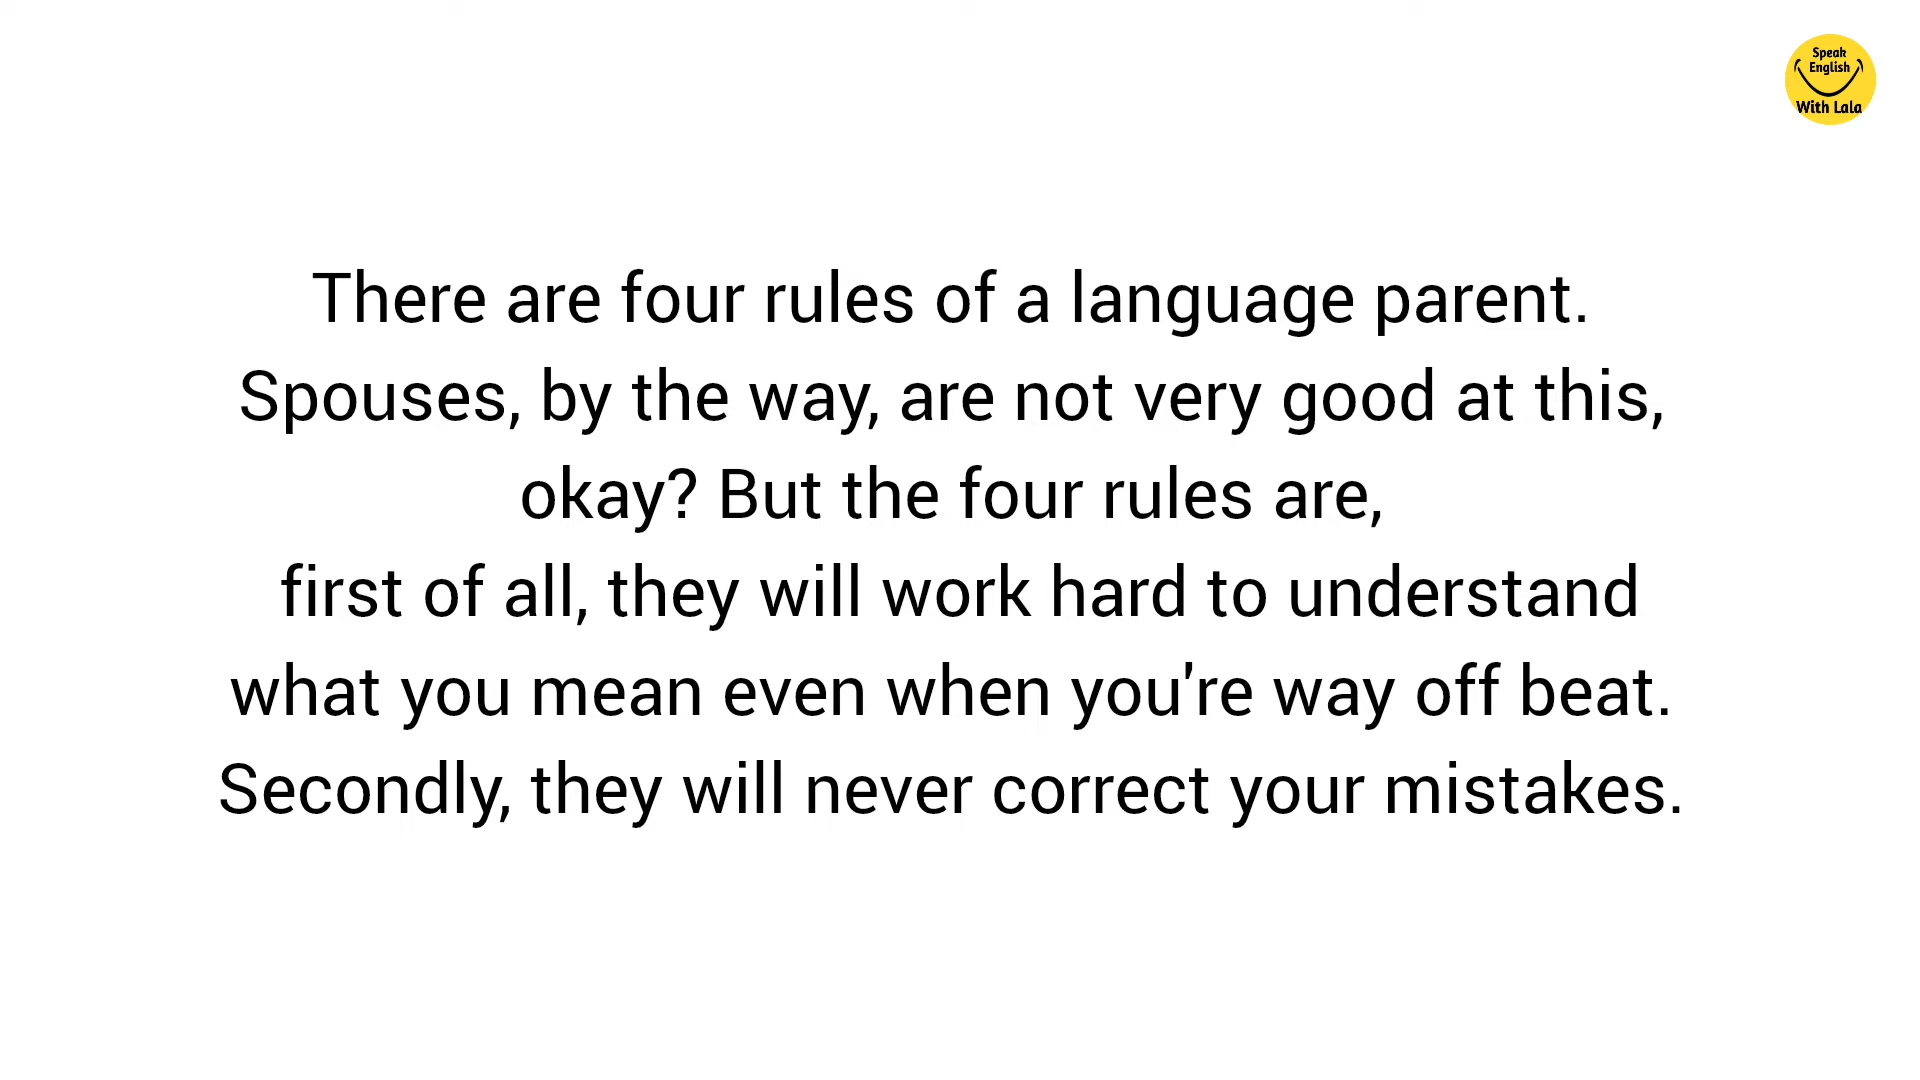 Speak
English
With Lala
There are four rules of a language parent.
Spouses, by the way, are not very good at this,
okay? But the four rules are,
first of all, they will work hard to understand
what you mean even when you're way off beat.
Secondly, they will never correct your mistakes.